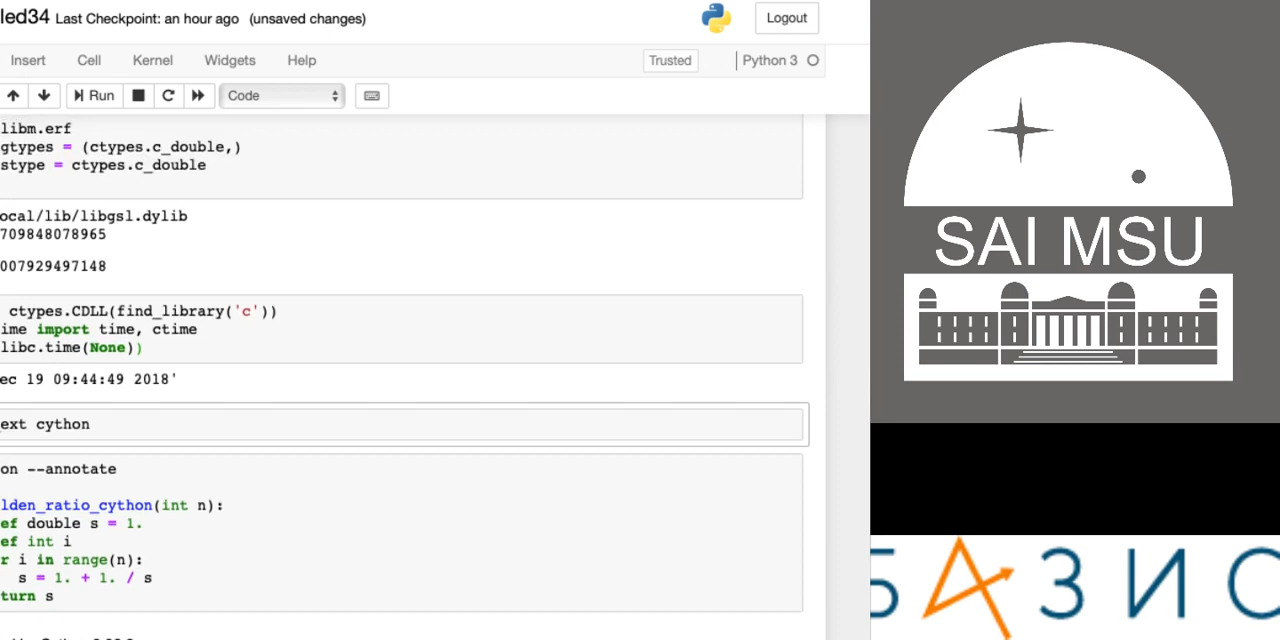 led34 Last Checkpoint: an hour ago (unsaved changes)
Logout
Insert Cell Kernel Widgets Help
Trusted
Python 3
Run
Code
libm.erf
gtypes = (ctypes.c_double,)
stype = ctypes.c_double
ocal/lib/libgsl.dylib
709848078965
007929497148
ctypes.CDLL(find_library('c'))
ime import time, ctime
libc.time(None))
ec 19 09:44:49 2018'
ext cython
on --annotate
lden_ratio_cython(int n):
ef double s = 1.
ef int i
r i in range(n):
s = 1. + 1. / s
turn s
SAI MSU
БАЗИС